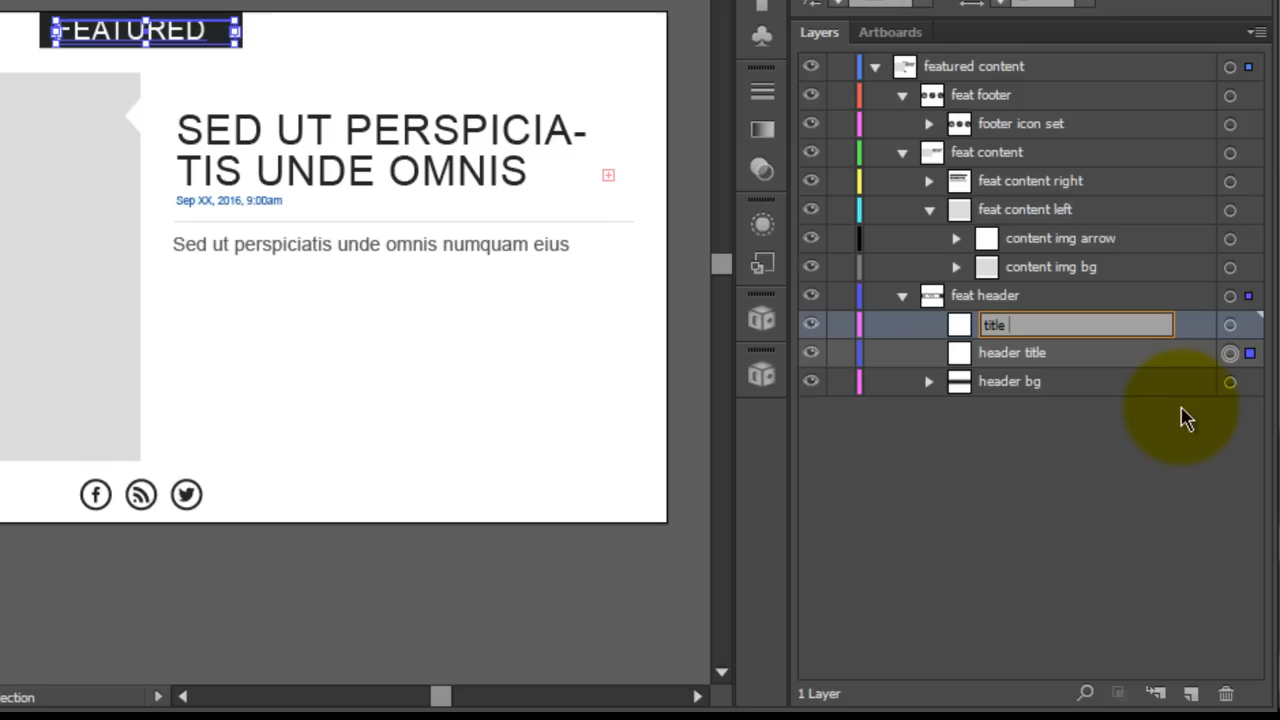 FEATURED
SED UT PERSPICIA-
TIS UNDE OMNIS
Sep XX, 2016, 9:00am
Sed ut perspiciatis unde omnis numquam eius
ection
Layers
Artboards
featured content
feat footer
footer icon set
feat content
feat content right
feat content left
content img arrow
content img bg
feat header
title
header title
header bg
1 Layer